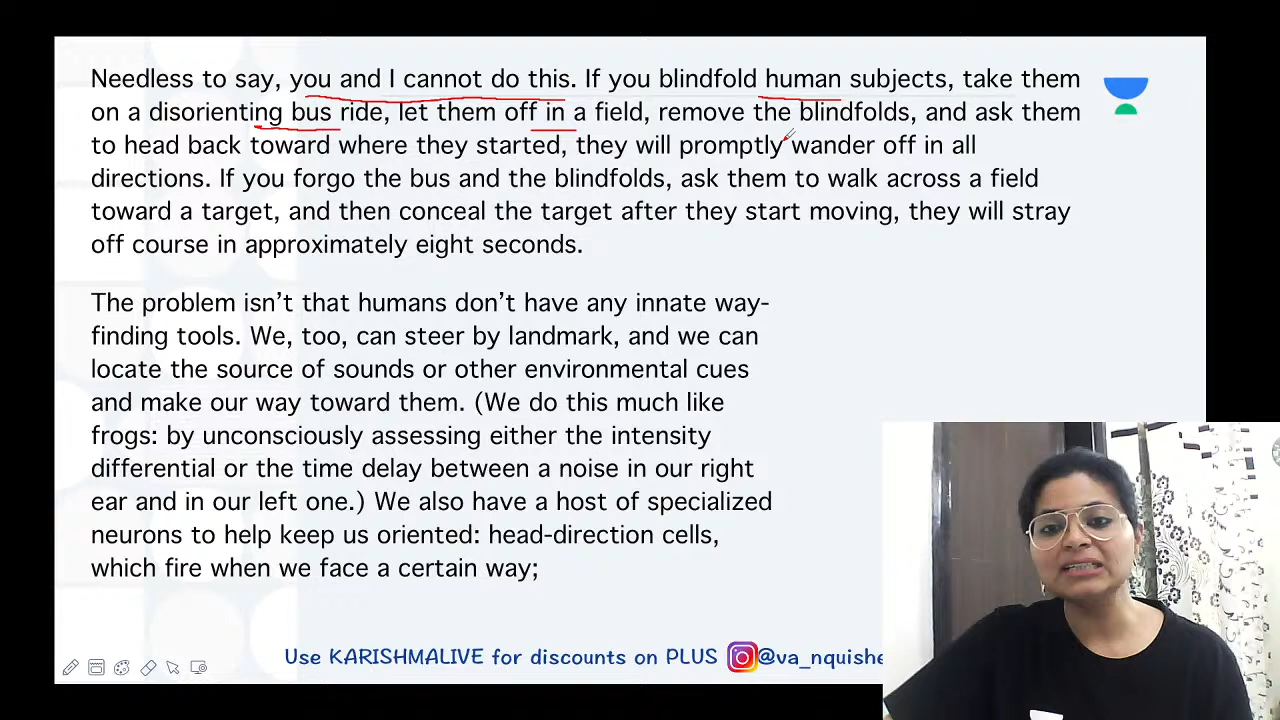 Needless to say, you and I cannot do this. If you blindfold human subjects, take them
on a disorienting bus ride, let them off in a field, remove the blindfolds, and ask them
to head back toward where they started, they will promptly wander off in all
directions. If you forgo the bus and the blindfolds, ask them to walk across a field
toward a target, and then conceal the target after they start moving, they will stray
off course in approximately eight seconds.
The problem isn’t that humans don’t have any innate way-
finding tools. We, too, can steer by landmark, and we can
locate the source of sounds or other environmental cues
and make our way toward them. (We do this much like
frogs: by unconsciously assessing either the intensity
differential or the time delay between a noise in our right
ear and in our left one.) We also have a host of specialized
neurons to help keep us oriented: head-direction cells,
which fire when we face a certain way;
Use KARISHMALIVE for discounts on PLUS @va_nquishe